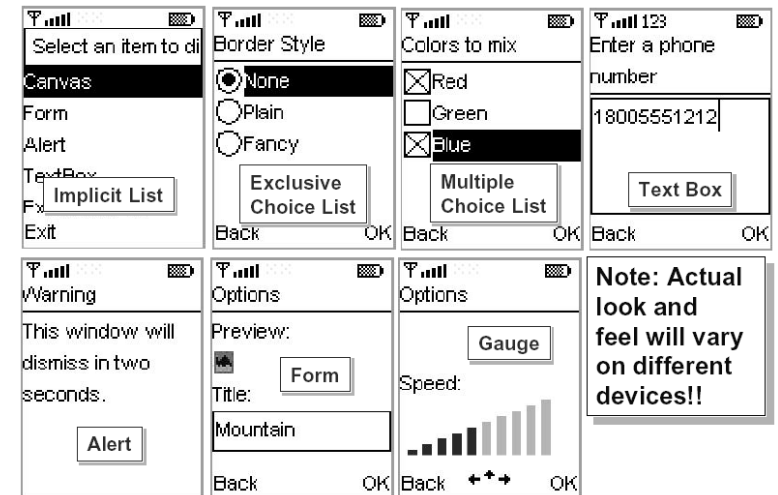 Select an item to di
Canvas
Form
Alert
TextBox
Implicit List
Exit
Border Style
None
Plain
Fancy
Exclusive
Choice List
Back OK
Colors to mix
Red
Green
Blue
Multiple
Choice List
Back OK
123
Enter a phone
number
18005551212
Text Box
Back OK
Warning
This window will
dismiss in two
seconds.
Alert
Options
Preview:
Form
Title:
Mountain
Back OK
Options
Gauge
Speed:
Back OK
Note: Actual
look and
feel will vary
on different
devices!!